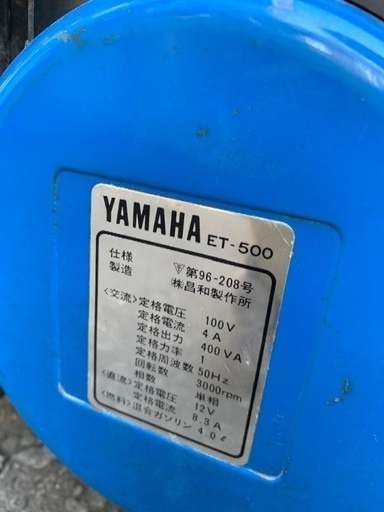 YAMAHA ET-500
仕様 第96-208号
製造 ㈱昌和製作所
〈交流〉定格電圧 100V
定格電流 4A
定格出力 400VA
定格力率 1
定格周波数 50Hz
回転数 3000rpm
相数 単相
〈直流〉定格電圧 12V
定格電流 8.3A
〈燃料〉混合ガソリン 4.0ℓ